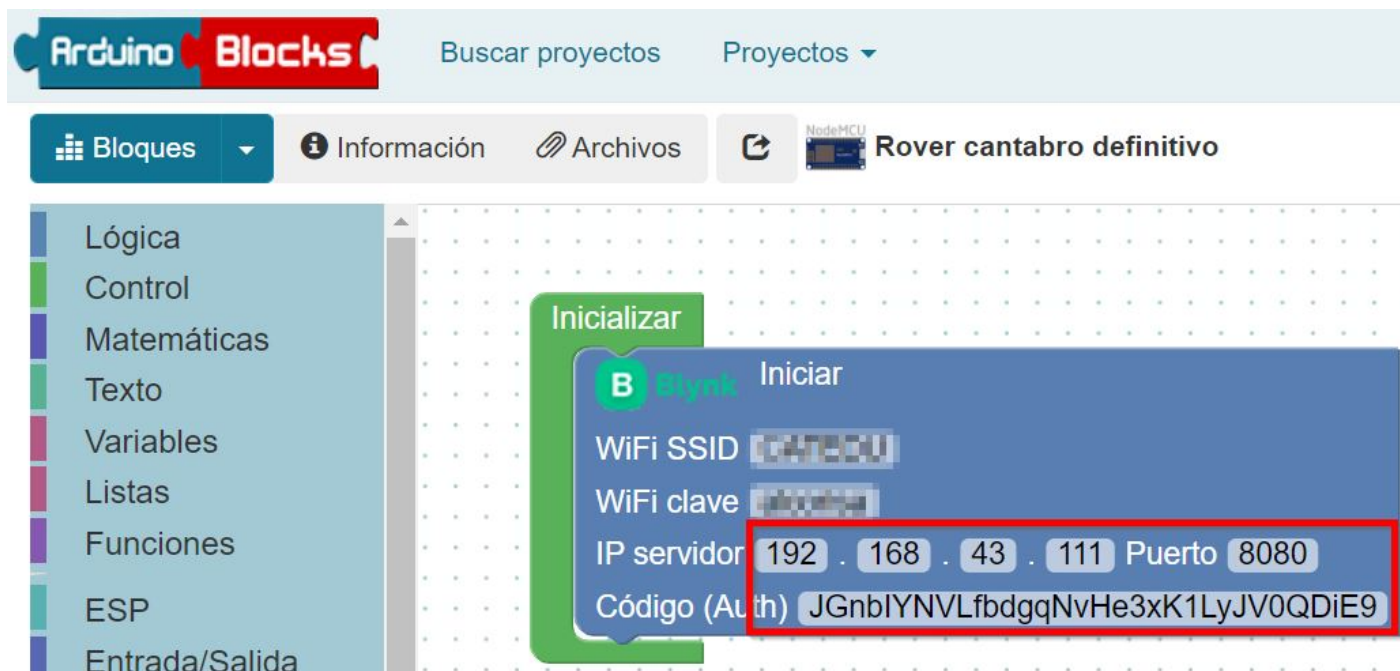 Arduino Blocks Buscar proyectos Proyectos
Bloques Información Archivos NodeMCU Rover cantabro definitivo
Lógica
Control
Matemáticas
Texto
Variables
Listas
Funciones
ESP
Entrada/Salida
Inicializar
B Blynk Iniciar
WiFi SSID
WiFi clave
IP servidor 192 . 168 . 43 . 111 Puerto 8080
Código (Auth) JGnbIYNVLfbdgqNvHe3xK1LyJV0QDiE9